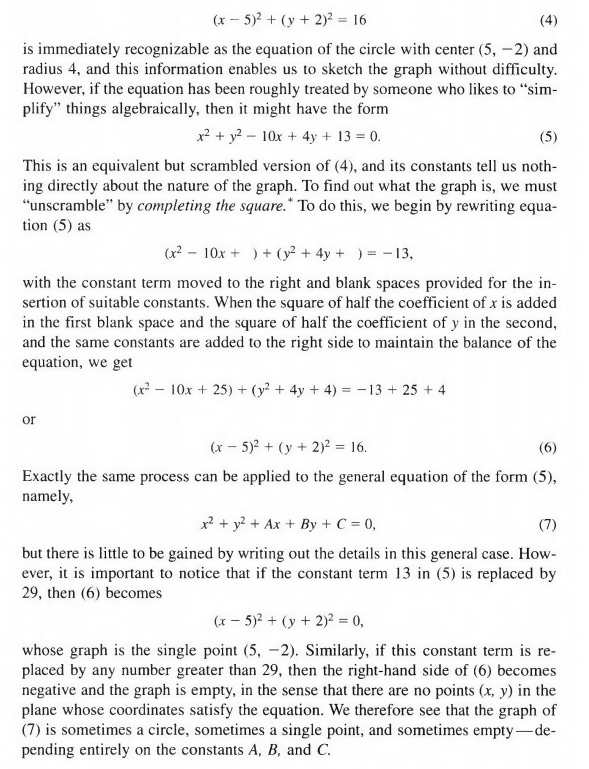 (x − 5)² + (y + 2)² = 16 (4)
is immediately recognizable as the equation of the circle with center (5, −2) and
radius 4, and this information enables us to sketch the graph without difficulty.
However, if the equation has been roughly treated by someone who likes to “sim-
plify” things algebraically, then it might have the form
x² + y² − 10x + 4y + 13 = 0. (5)
This is an equivalent but scrambled version of (4), and its constants tell us noth-
ing directly about the nature of the graph. To find out what the graph is, we must
“unscramble” by completing the square.* To do this, we begin by rewriting equa-
tion (5) as
(x² − 10x + ) + (y² + 4y + ) = −13,
with the constant term moved to the right and blank spaces provided for the in-
sertion of suitable constants. When the square of half the coefficient of x is added
in the first blank space and the square of half the coefficient of y in the second,
and the same constants are added to the right side to maintain the balance of the
equation, we get
(x² − 10x + 25) + (y² + 4y + 4) = −13 + 25 + 4
or
(x − 5)² + (y + 2)² = 16. (6)
Exactly the same process can be applied to the general equation of the form (5),
namely,
x² + y² + Ax + By + C = 0, (7)
but there is little to be gained by writing out the details in this general case. How-
ever, it is important to notice that if the constant term 13 in (5) is replaced by
29, then (6) becomes
(x − 5)² + (y + 2)² = 0,
whose graph is the single point (5, −2). Similarly, if this constant term is re-
placed by any number greater than 29, then the right-hand side of (6) becomes
negative and the graph is empty, in the sense that there are no points (x, y) in the
plane whose coordinates satisfy the equation. We therefore see that the graph of
(7) is sometimes a circle, sometimes a single point, and sometimes empty—de-
pending entirely on the constants A, B, and C.